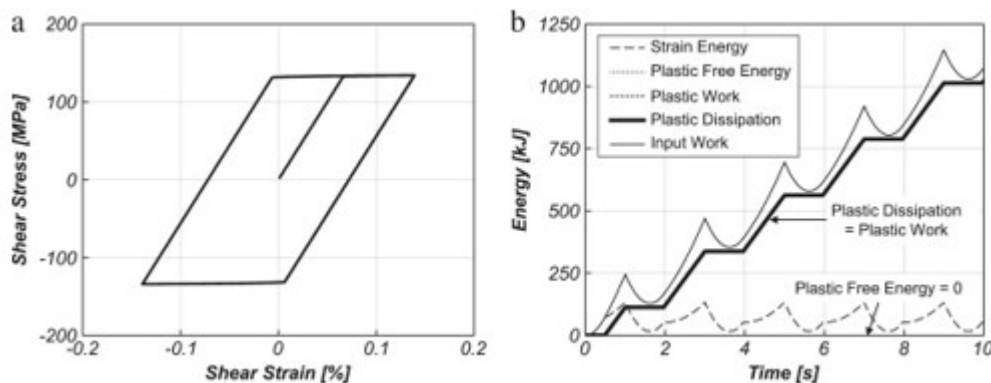 a
200
100
0
-100
-200
-0.2
-0.1
0
0.1
0.2
Shear Stress [MPa]
Shear Strain [%]
b
1250
1000
750
500
250
0
0
2
4
6
8
10
Energy [kJ]
Time [s]
Strain Energy
Plastic Free Energy
Plastic Work
Plastic Dissipation
Input Work
Plastic Dissipation
= Plastic Work
Plastic Free Energy = 0